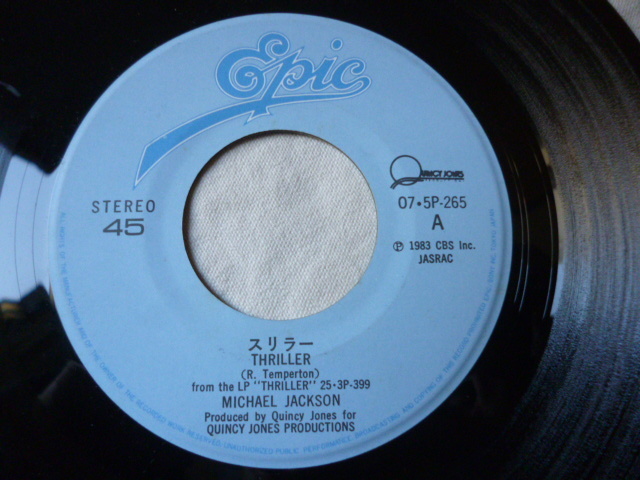 Epic
QUINCY JONES
STEREO
45
07・5P-265
A
℗ 1983 CBS Inc.
JASRAC
スリラー
THRILLER
(R. Temperton)
from the LP "THRILLER" 25・3P-399
MICHAEL JACKSON
Produced by Quincy Jones for
QUINCY JONES PRODUCTIONS